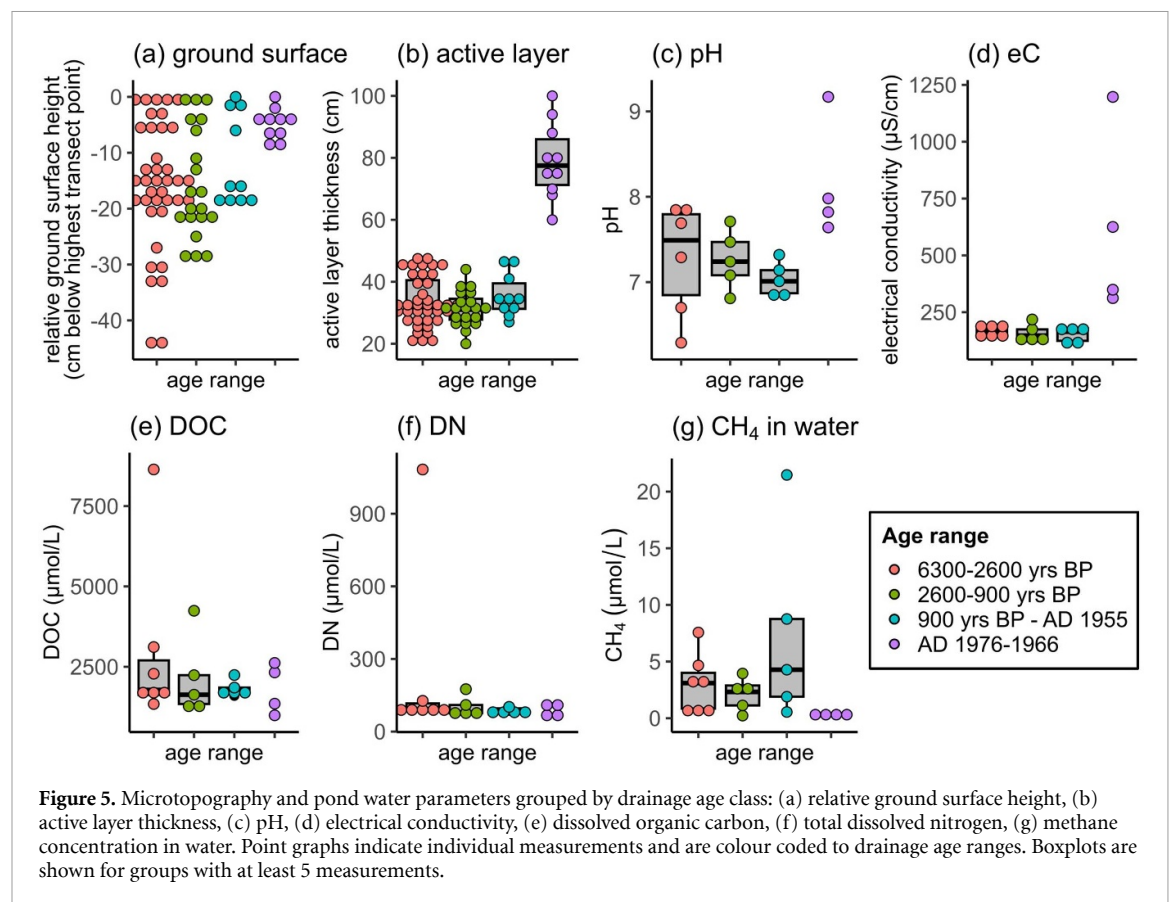 (a) ground surface
(b) active layer
(c) pH
(d) eC
relative ground surface height
(cm below highest transect point)
0
-10
-20
-30
-40
age range
active layer thickness (cm)
100
80
60
40
20
age range
pH
9
8
7
age range
electrical conductivity (µS/cm)
1250
1000
750
500
250
age range
(e) DOC
(f) DN
(g) CH₄ in water
DOC (µmol/L)
7500
5000
2500
age range
DN (µmol/L)
900
600
300
0
age range
CH₄ (µmol/L)
20
15
10
5
0
age range
Age range
6300-2600 yrs BP
2600-900 yrs BP
900 yrs BP - AD 1955
AD 1976-1966
Figure 5. Microtopography and pond water parameters grouped by drainage age class: (a) relative ground surface height, (b)
active layer thickness, (c) pH, (d) electrical conductivity, (e) dissolved organic carbon, (f) total dissolved nitrogen, (g) methane
concentration in water. Point graphs indicate individual measurements and are colour coded to drainage age ranges. Boxplots are
shown for groups with at least 5 measurements.